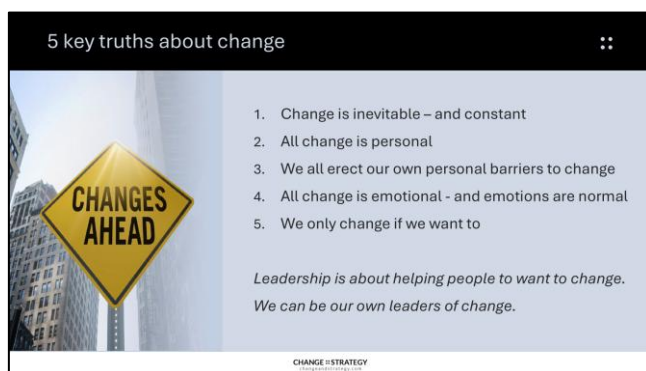 5 key truths about change
CHANGES
AHEAD
1. Change is inevitable – and constant
2. All change is personal
3. We all erect our own personal barriers to change
4. All change is emotional - and emotions are normal
5. We only change if we want to
Leadership is about helping people to want to change.
We can be our own leaders of change.
CHANGE::STRATEGY
changeandstrategy.com